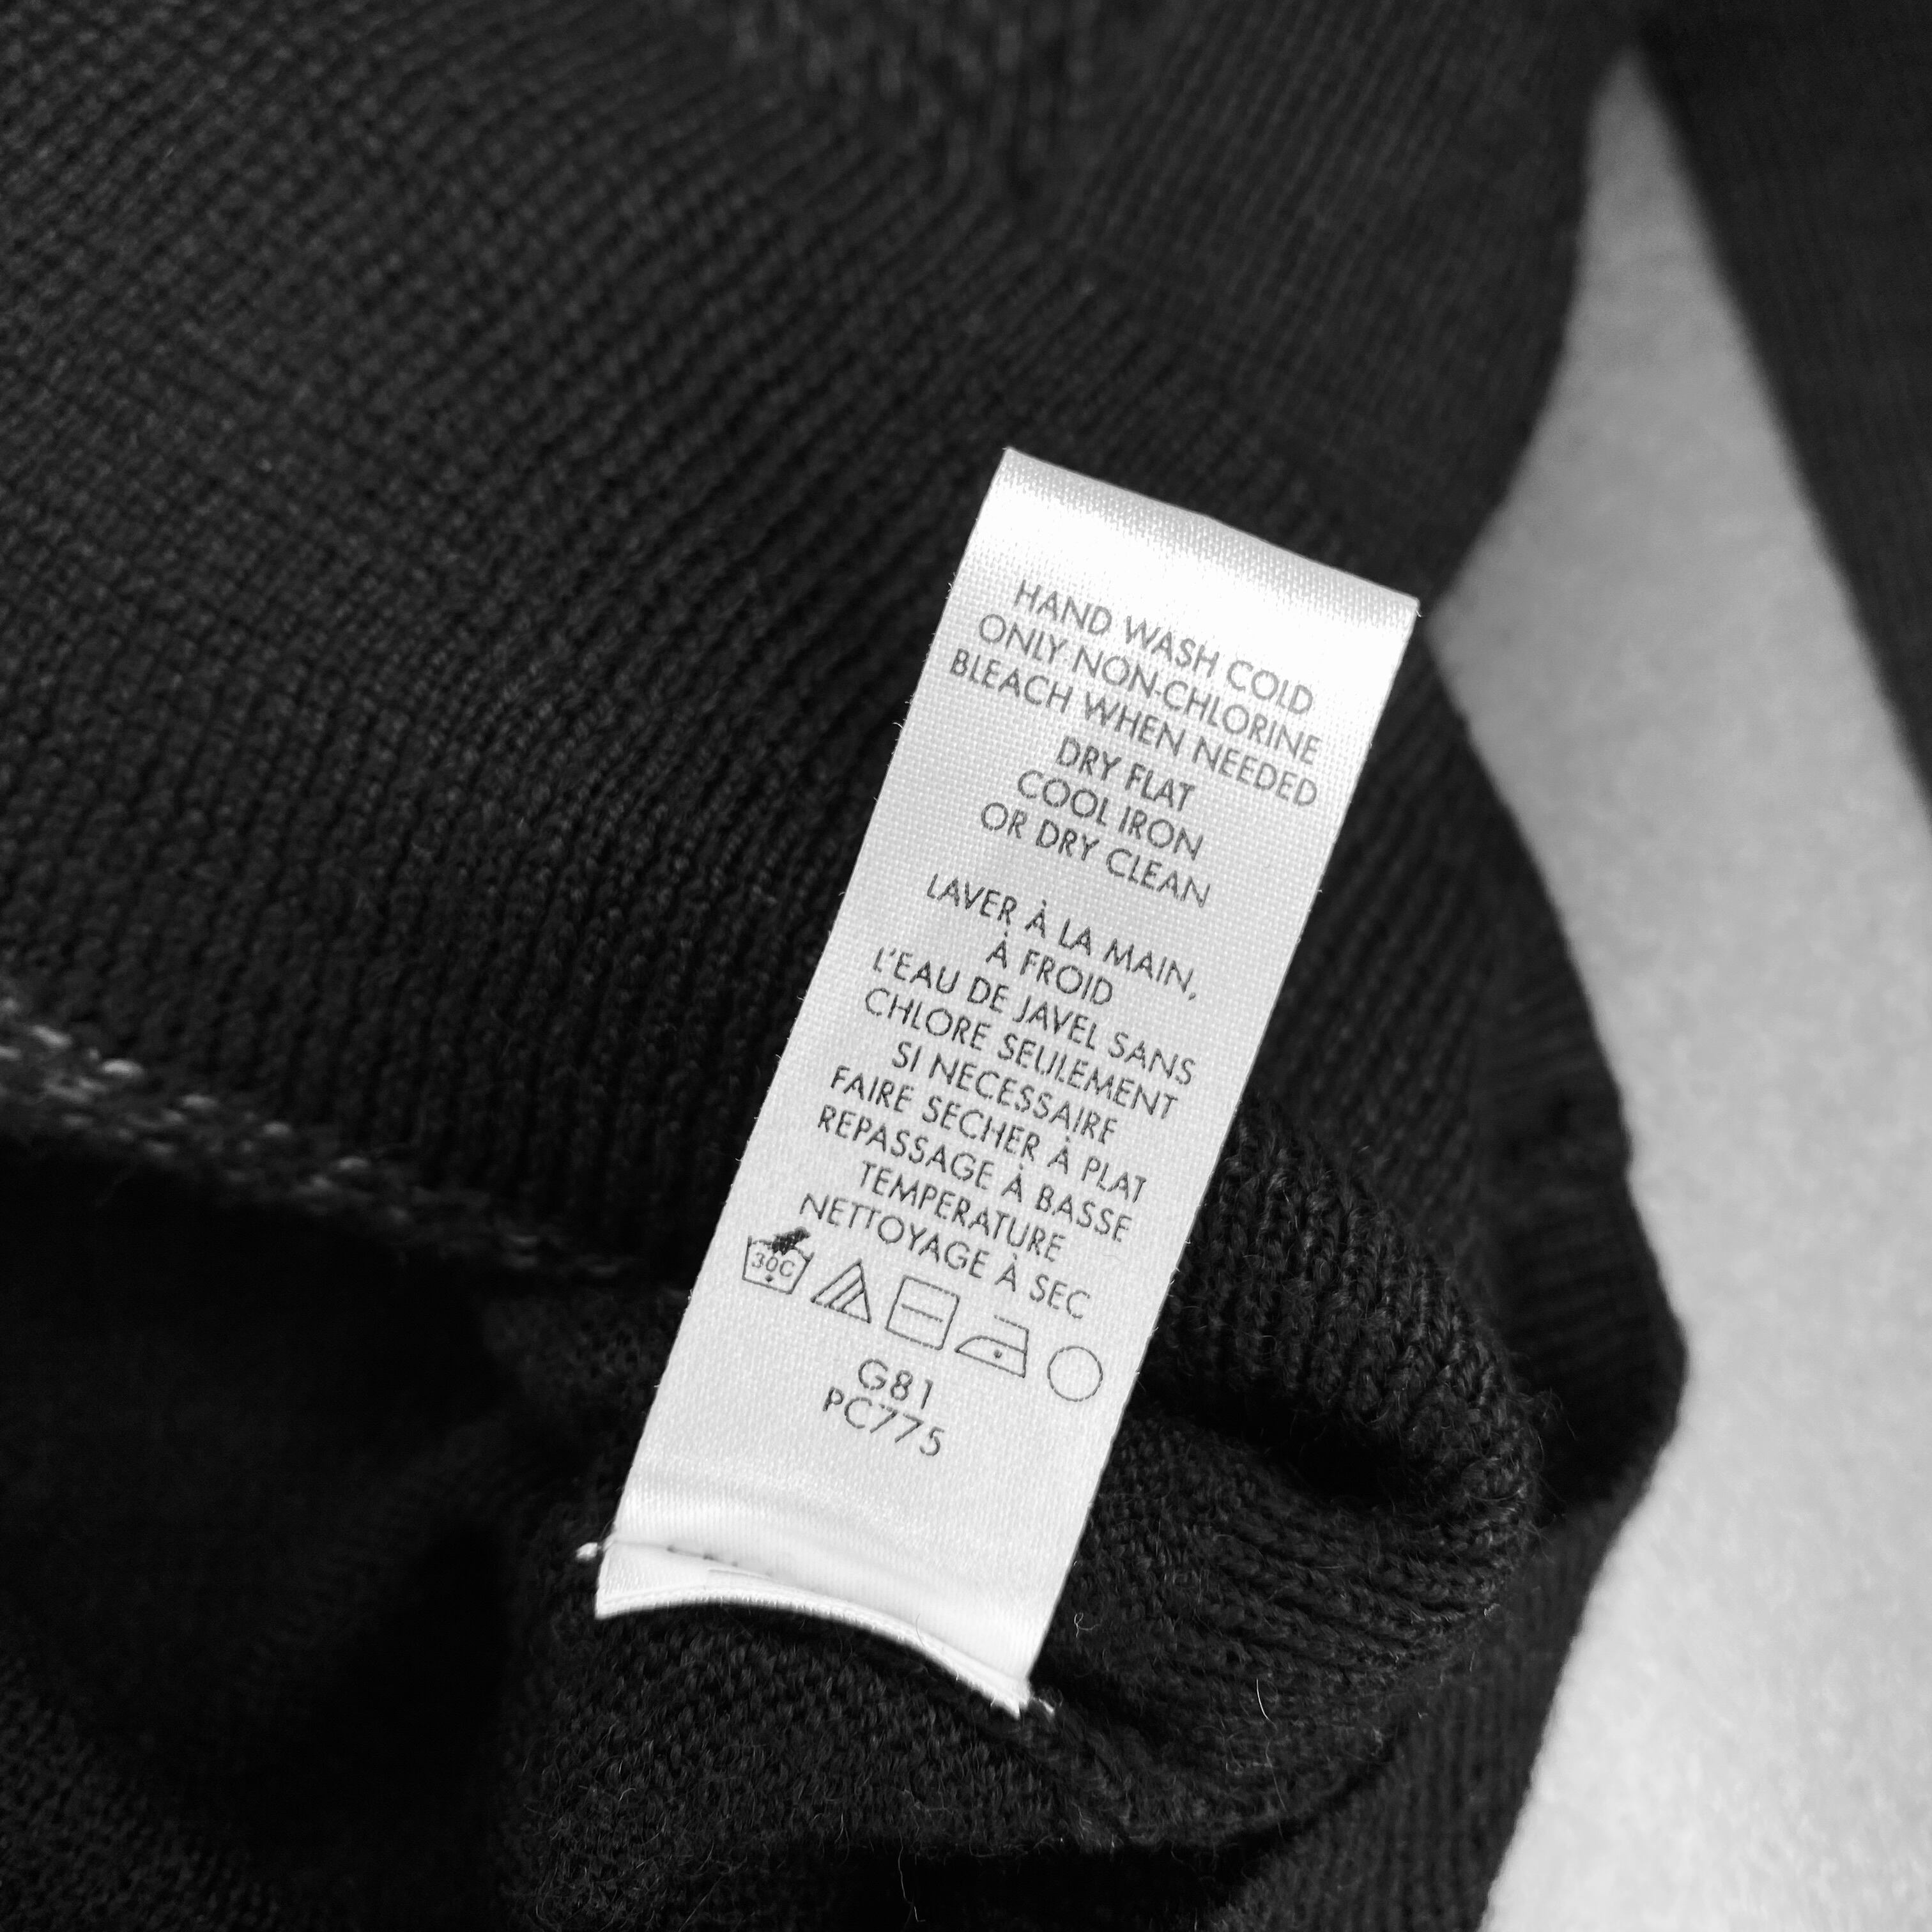 HAND WASH COLD
ONLY NON-CHLORINE
BLEACH WHEN NEEDED
DRY FLAT
COOL IRON
OR DRY CLEAN
LAVER À LA MAIN,
À FROID
L'EAU DE JAVEL SANS
CHLORE SEULEMENT
SI NECESSAIRE
FAIRE SECHER À PLAT
REPASSAGE À BASSE
TEMPERATURE
NETTOYAGE À SEC
30C
G81
PC775